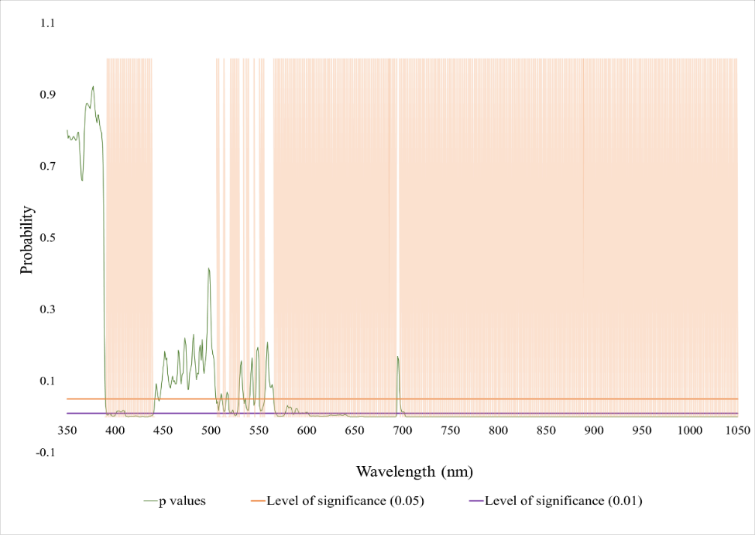 1.1
0.9
0.7
0.5
0.3
0.1
-0.1
Probability
350 400 450 500 550 600 650 700 750 800 850 900 950 1000 1050
Wavelength (nm)
p values Level of significance (0.05) Level of significance (0.01)